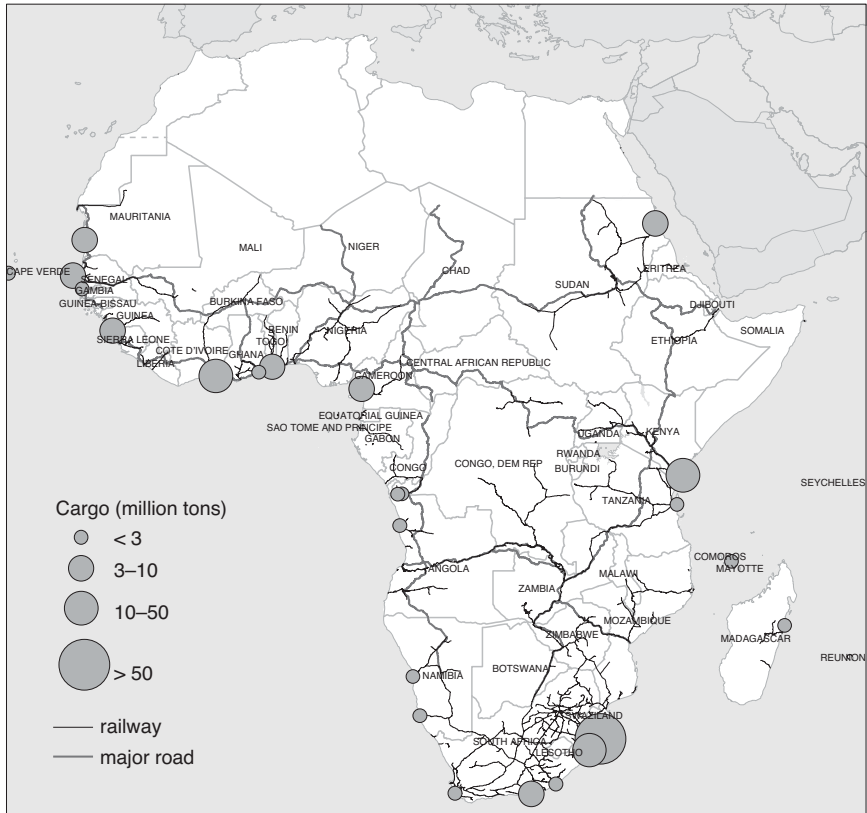 MAURITANIA
MALI
NIGER
CHAD
SUDAN
ERITHEA
CAPE VERDE
SENEGAL
GAMBIA
GUINEA-BISSAU
GUINEA
BURKINA FASO
DJIBOUTI
SIERRA LEONE
BENIN
NIGERIA
TOGO
COTE D'IVOIRE
GHANA
LIBERIA
ETHIOPIA
SOMALIA
CENTRAL AFRICAN REPUBLIC
CAMEROON
EQUATORIAL GUINEA
SAO TOME AND PRINCIPE
GABON
UGANDA
KENYA
CONGO
CONGO, DEM REP
RWANDA
BURUNDI
TANZANIA
SEYCHELLES
COMOROS
MAYOTTE
ANGOLA
ZAMBIA
MALAWI
MOZAMBIQUE
ZIMBABWE
MADAGASCAR
REUNION
NAMIBIA
BOTSWANA
SWAZILAND
SOUTH AFRICA
LESOTHO
Cargo (million tons)
< 3
3–10
10–50
> 50
railway
major road